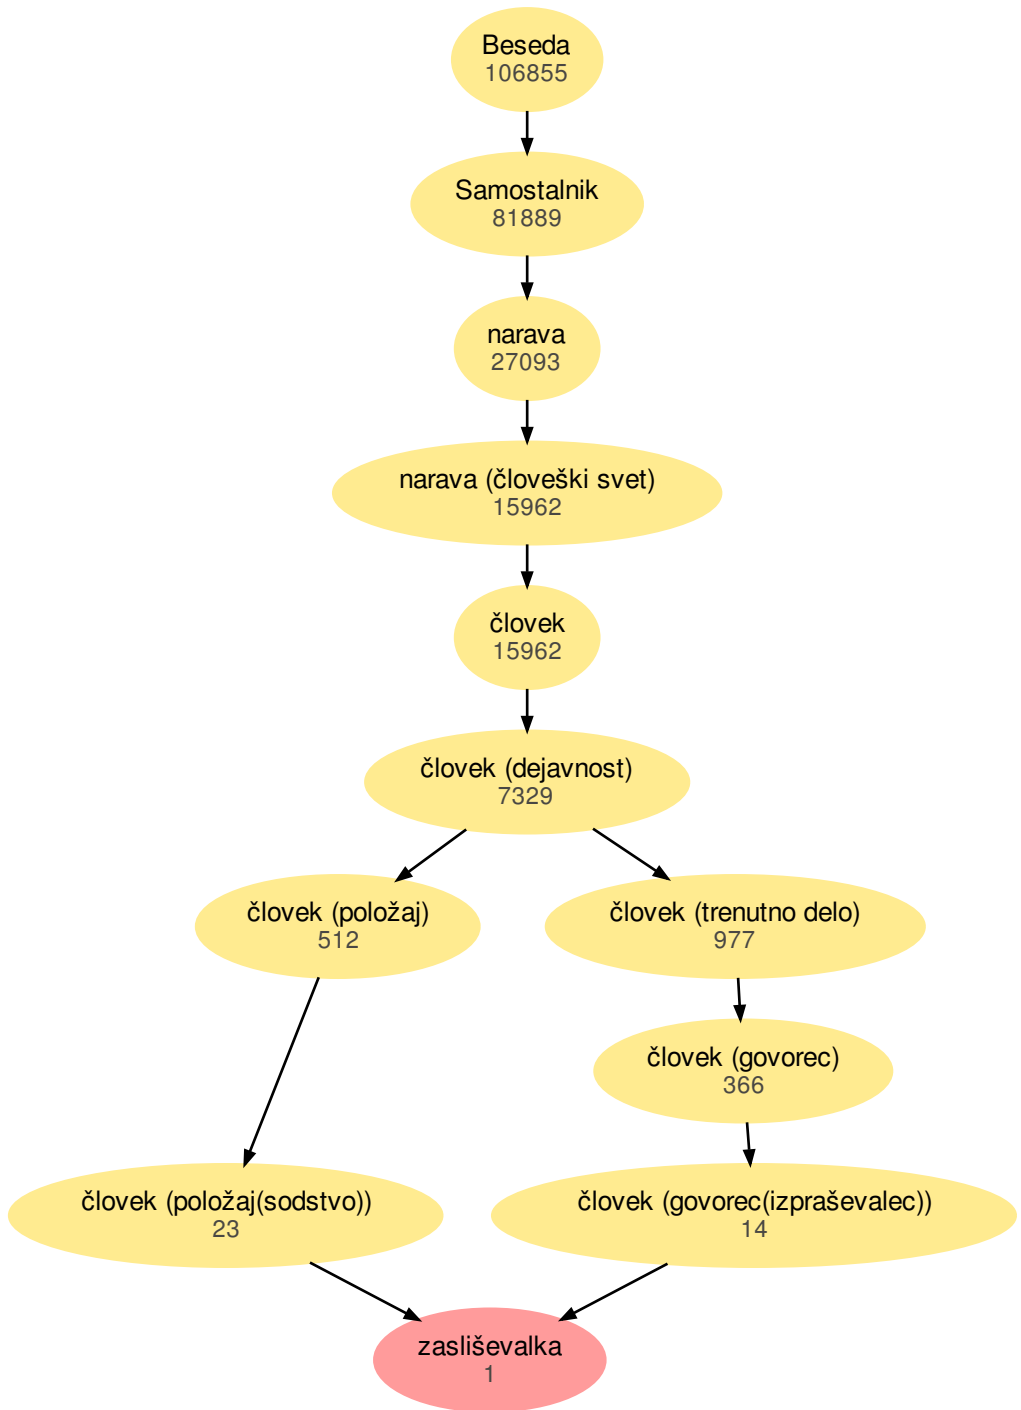 Beseda
106855
Samostalnik
81889
narava
27093
narava (človeški svet)
15962
človek
15962
človek (dejavnost)
7329
človek (položaj)
512
človek (trenutno delo)
977
človek (govorec)
366
človek (položaj(sodstvo))
23
človek (govorec(izpraševalec))
14
zasliševalka
1